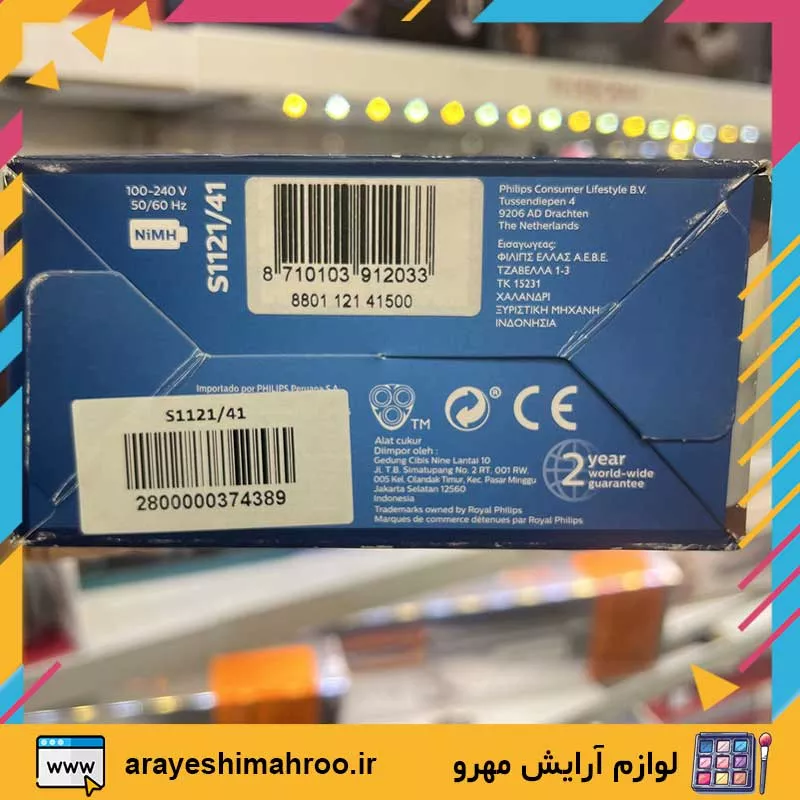 100-240 V
50/60 Hz
NiMH
S1121/41
8 710103 912033
8801 121 41500
Philips Consumer Lifestyle B.V.
Tussendiepen 4
9206 AD Drachten
The Netherlands
Εισαγωγεας:
ΦΙΛΙΠΣ ΕΛΛΑΣ Α.Ε.Β.Ε.
ΤΖΑΒΕΛΛΑ 1-3
ΤΚ 15231
ΧΑΛΑΝΔΡΙ
ΞΥΡΙΣΤΙΚΗ ΜΗΧΑΝΗ
ΙΝΔΟΝΗΣΙΑ
Importado por PHILIPS Peruana S.A.
S1121/41
2800000374389
TM
®
CE
Alat cukur
Diimpor oleh :
Gedung Cibis Nine Lantai 10
Jl. T.B. Simatupang No. 2 RT. 001 RW.
005 Kel. Cilandak Timur, Kec. Pasar Minggu
Jakarta Selatan 12560
Indonesia
Trademarks owned by Royal Philips
Marques de commerce détenues par Royal Philips
2 year
world-wide
guarantee
www
arayeshimahroo.ir
لوازم آرایش مهرو